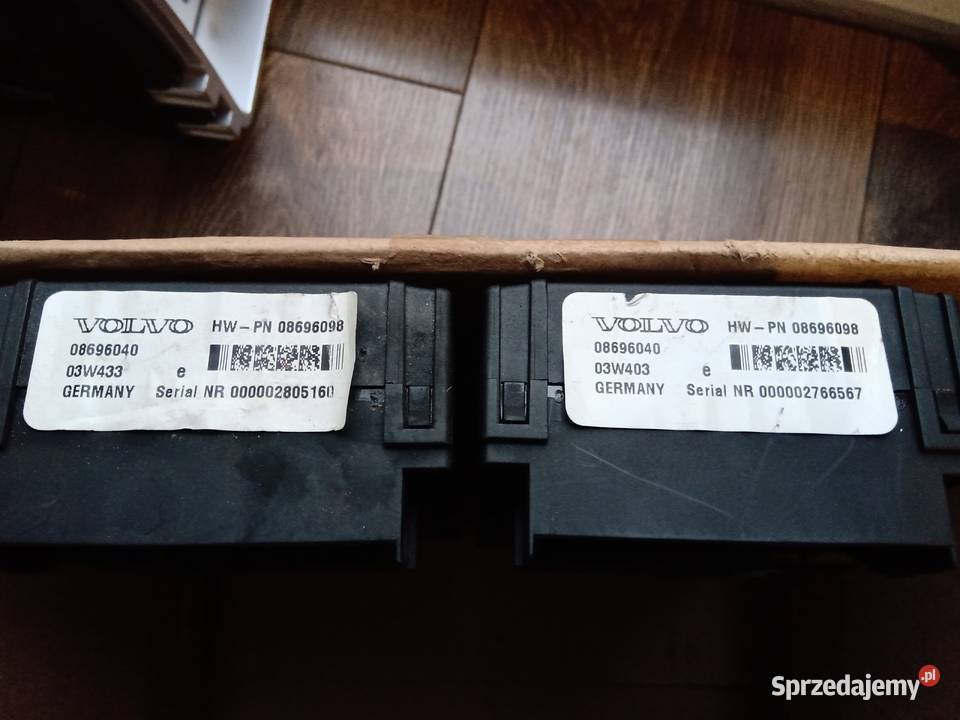 VOLVO HW-PN 08696098
08696040
03W433 e
GERMANY Serial NR 000002805160
VOLVO HW-PN 08696098
08696040
03W403 e
GERMANY Serial NR 000002766567
Sprzedajemy.pl